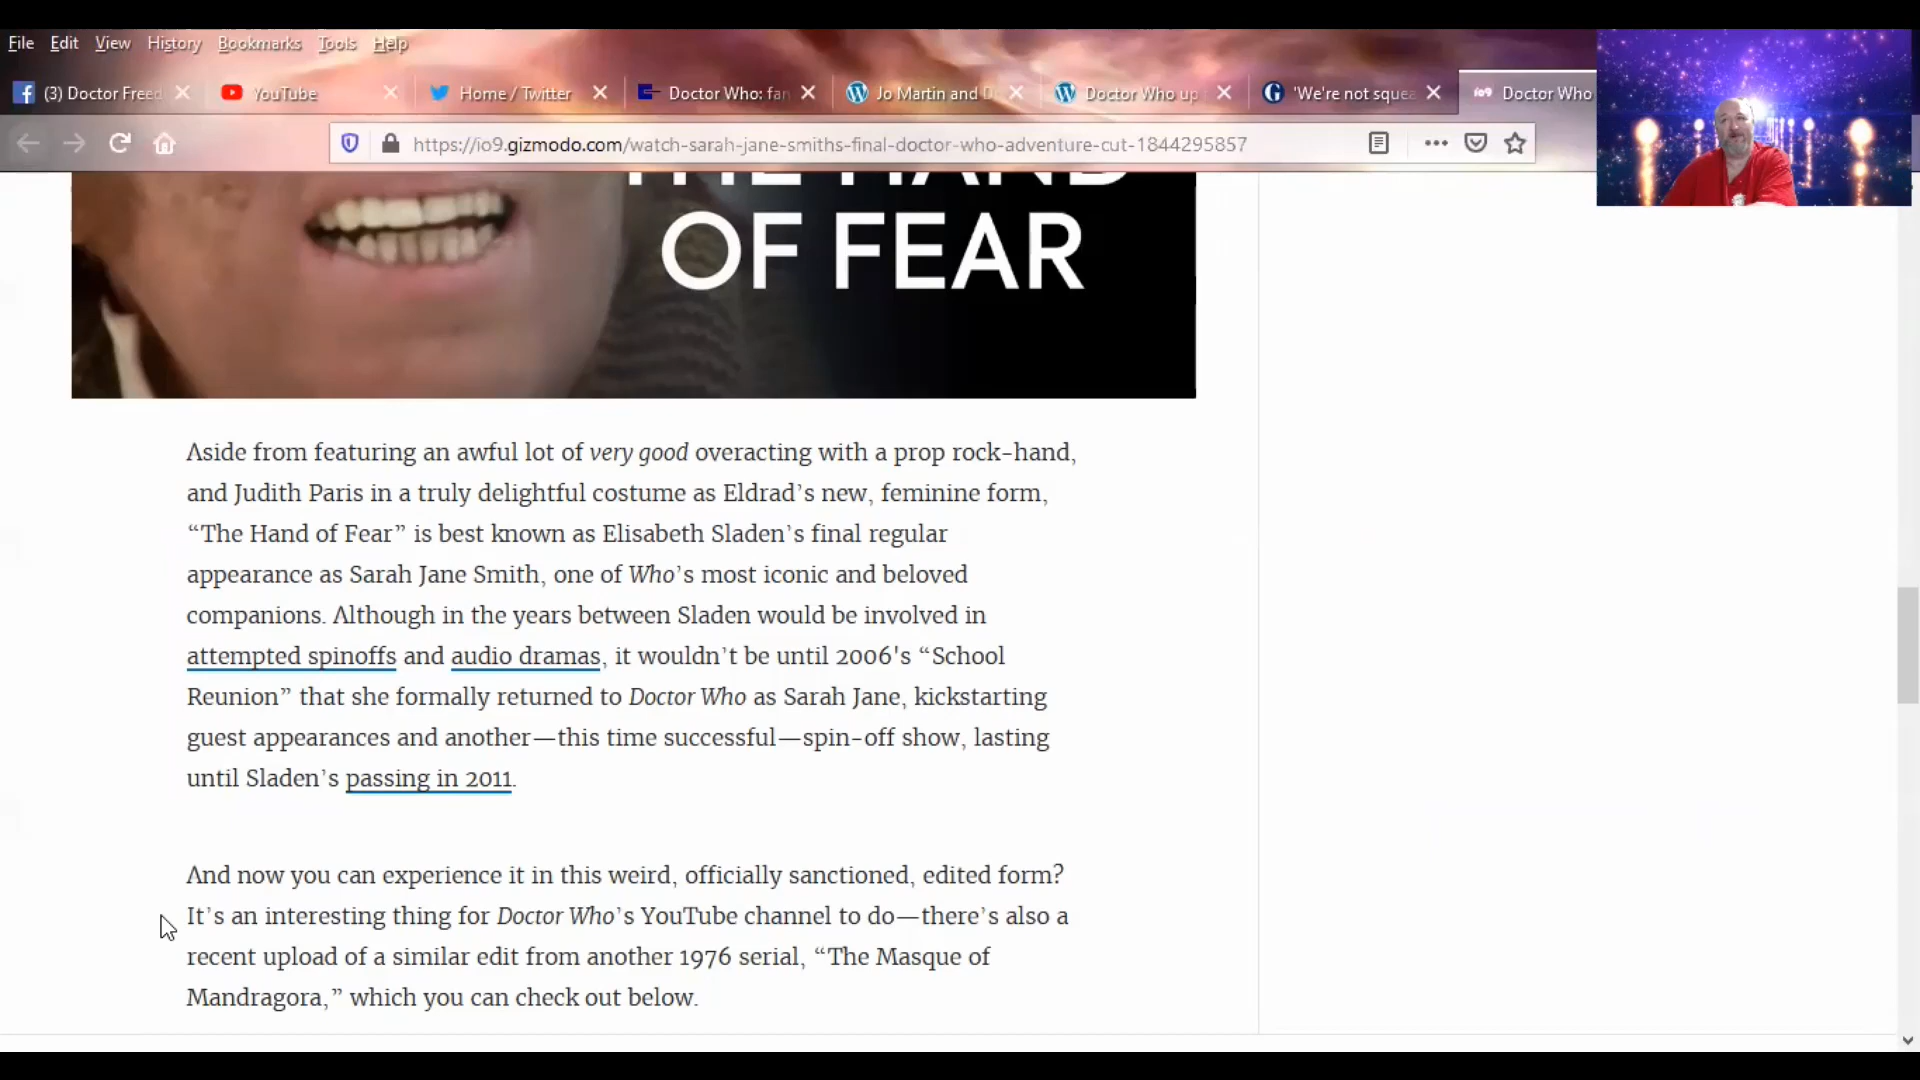 File Edit View History Bookmarks Tools Help
(3) Doctor Freed YouTube Home / Twitter Doctor Who: fan Jo Martin and D Doctor Who up 'We're not squea io9 Doctor Who
https://io9.gizmodo.com/watch-sarah-jane-smiths-final-doctor-who-adventure-cut-1844295857
THE HAND
OF FEAR
Aside from featuring an awful lot of very good overacting with a prop rock-hand,
and Judith Paris in a truly delightful costume as Eldrad’s new, feminine form,
“The Hand of Fear” is best known as Elisabeth Sladen’s final regular
appearance as Sarah Jane Smith, one of Who’s most iconic and beloved
companions. Although in the years between Sladen would be involved in
attempted spinoffs and audio dramas, it wouldn’t be until 2006's “School
Reunion” that she formally returned to Doctor Who as Sarah Jane, kickstarting
guest appearances and another—this time successful—spin-off show, lasting
until Sladen’s passing in 2011.
And now you can experience it in this weird, officially sanctioned, edited form?
It’s an interesting thing for Doctor Who’s YouTube channel to do—there’s also a
recent upload of a similar edit from another 1976 serial, “The Masque of
Mandragora,” which you can check out below.